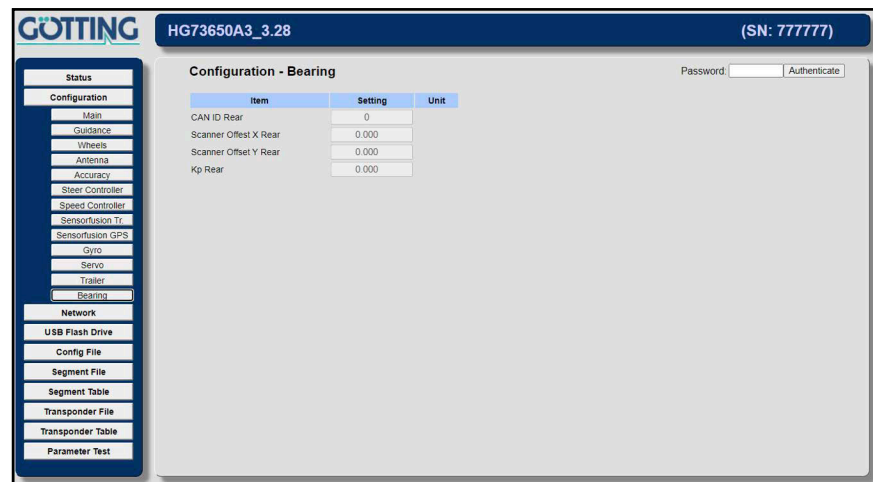 GÖTTING
HG73650A3_3.28 (SN: 777777)
Status
Configuration
Main
Guidance
Wheels
Antenna
Accuracy
Steer Controller
Speed Controller
Sensorfusion Tr.
Sensorfusion GPS
Gyro
Servo
Trailer
Bearing
Network
USB Flash Drive
Config File
Segment File
Segment Table
Transponder File
Transponder Table
Parameter Test
Configuration - Bearing
Password: Authenticate
Item Setting Unit
CAN ID Rear 0
Scanner Offest X Rear 0.000
Scanner Offset Y Rear 0.000
Kp Rear 0.000